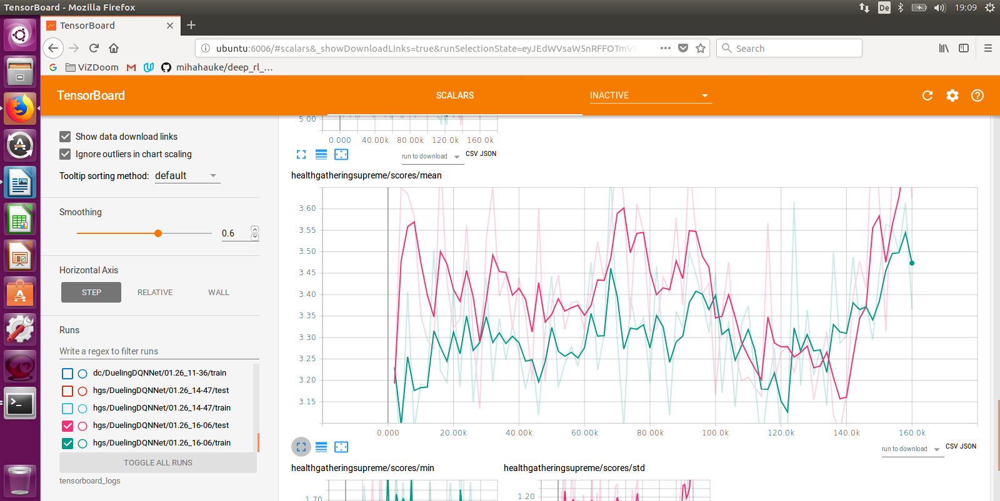 TensorBoard - Mozilla Firefox
De
19:09
TensorBoard
ubuntu:6006/#scalars&_showDownloadLinks=true&runSelectionState=eyJEdWVsaW5nRFFOTmV
Search
ViZDoom
mihahauke/deep_rl_...
TensorBoard
SCALARS
INACTIVE
Show data download links
Ignore outliers in chart scaling
Tooltip sorting method: default
Smoothing
0.6
Horizontal Axis
STEP RELATIVE WALL
Runs
Write a regex to filter runs
dc/DuelingDQNNet/01.26_11-36/train
hgs/DuelingDQNNet/01.26_14-47/test
hgs/DuelingDQNNet/01.26_14-47/train
hgs/DuelingDQNNet/01.26_16-06/test
hgs/DuelingDQNNet/01.26_16-06/train
TOGGLE ALL RUNS
tensorboard_logs
5.00
0.000 40.00k 80.00k 120.0k 160.0k
run to download CSV JSON
healthgatheringsupreme/scores/mean
3.60
3.55
3.50
3.45
3.40
3.35
3.30
3.25
3.20
3.15
0.000 20.00k 40.00k 60.00k 80.00k 100.0k 120.0k 140.0k 160.0k
run to download CSV JSON
healthgatheringsupreme/scores/min
1.70
healthgatheringsupreme/scores/std
1.20